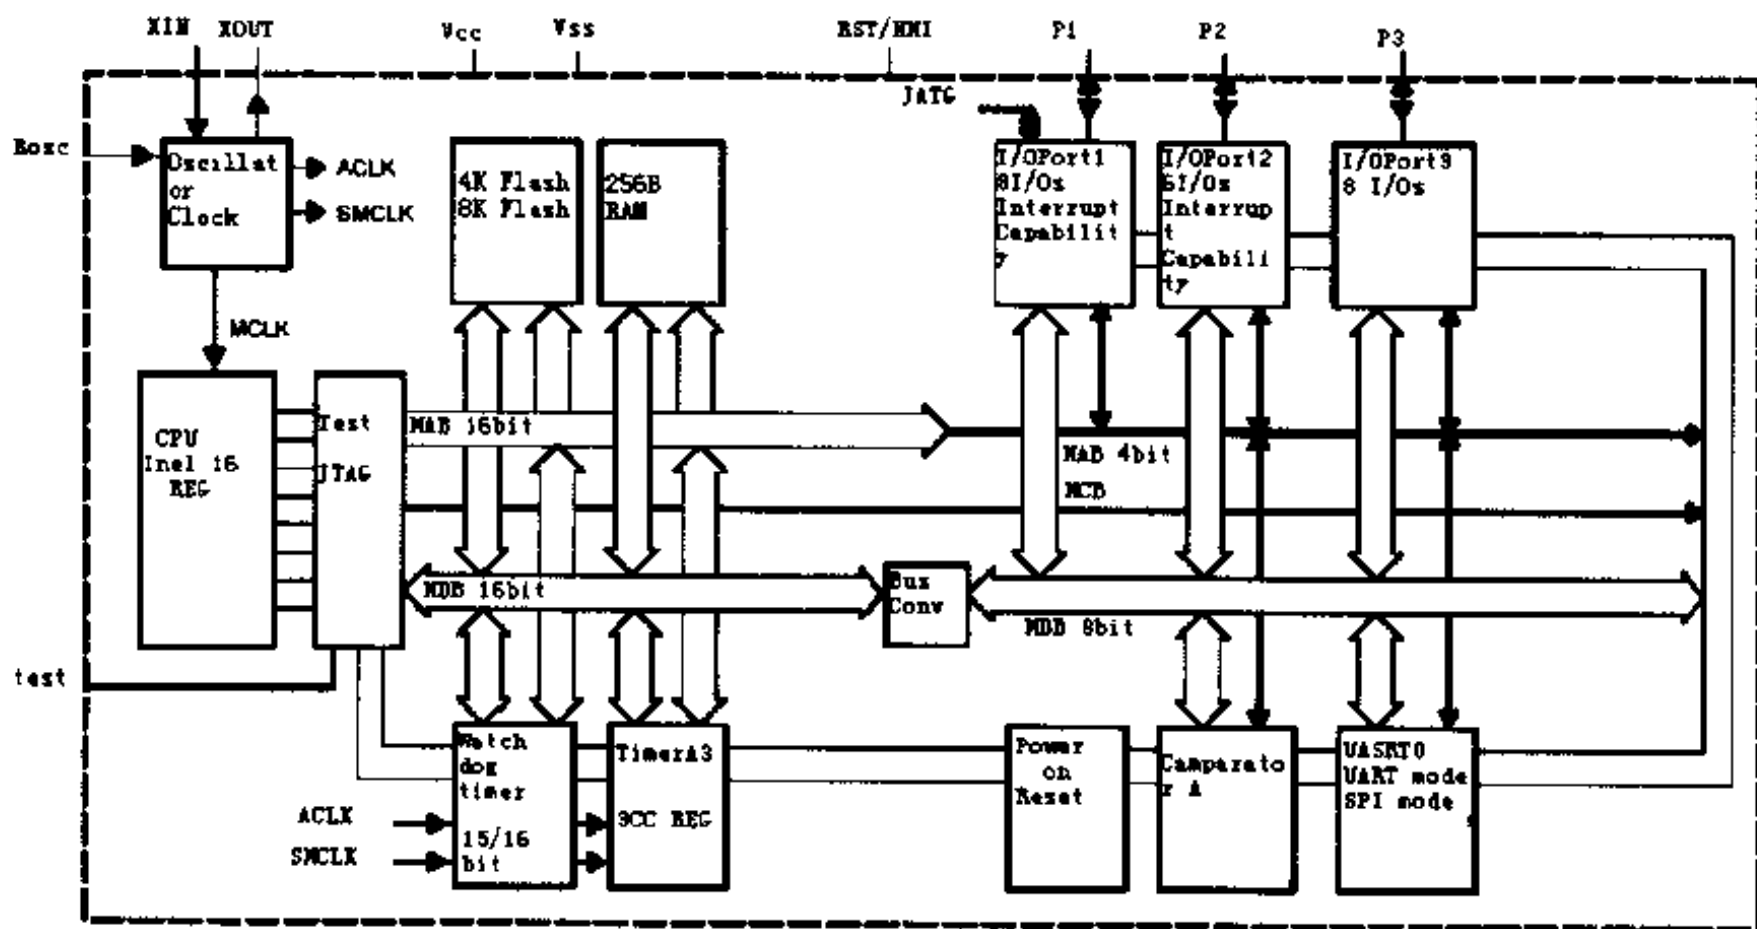 XIN XOUT Vcc Vss RST/NMI P1 P2 P3
JATG
Rosc
Oscillat
or
Clock
ACLK
SMCLK
4K Flash
8K Flash
256B
RAM
I/OPort1
8I/Os
Interrupt
Capabilit
y
I/OPort2
6I/Os
Interrup
t
Capabili
ty
I/OPort3
8 I/Os
MCLK
CPU
Inel 16
REG
Test
JTAG
MAB 16bit
MAB 4bit
MCB
MDB 16bit
Bus
Conv
MDB 8bit
test
Watch
dog
timer
15/16
bit
ACLK
SMCLK
TimerA3
3CC REG
Power
on
Reset
Camparato
r A
UASRT0
UART mode
SPI mode